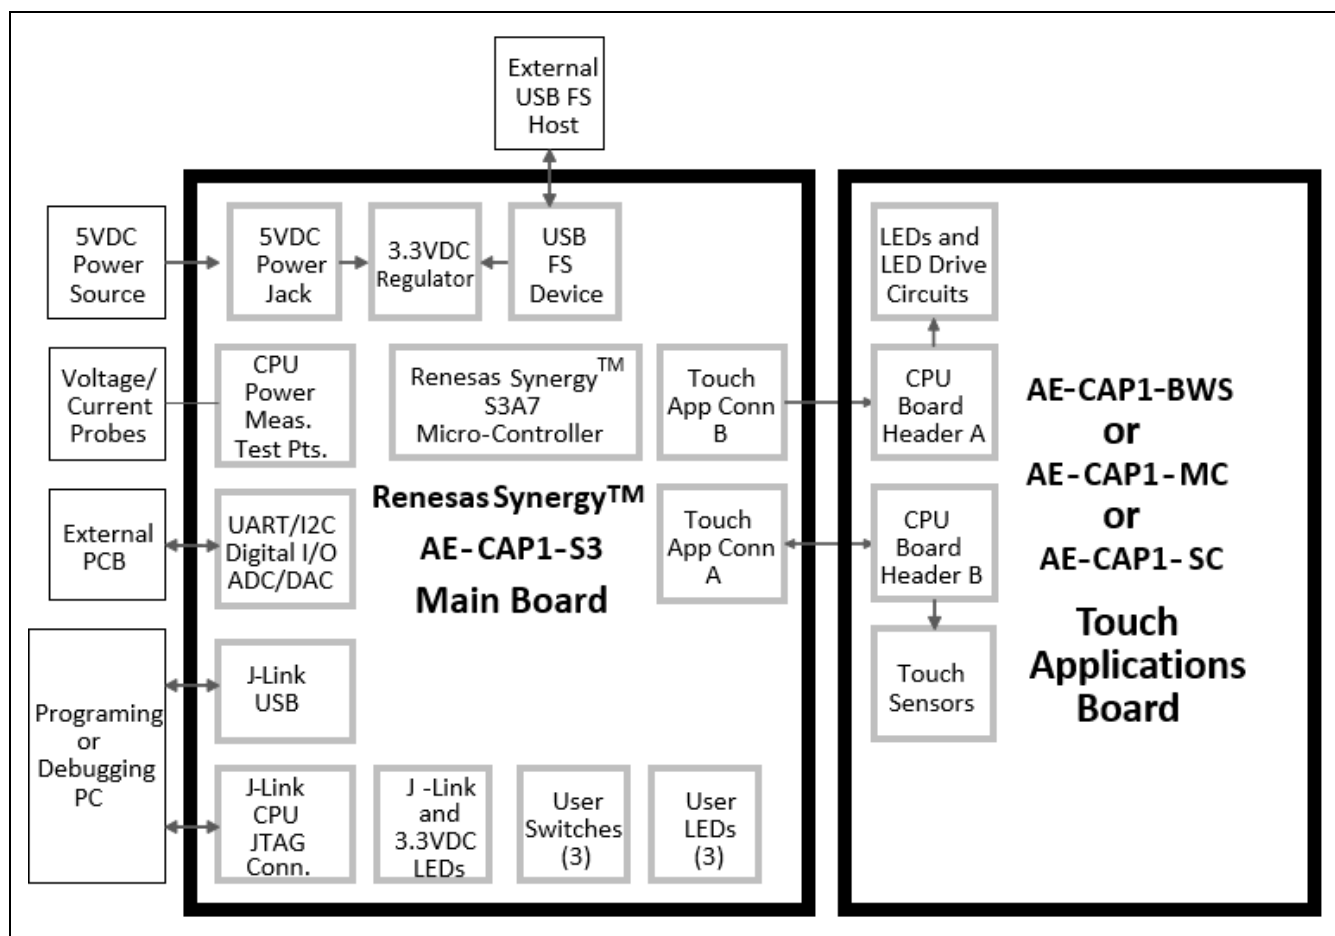 External
USB FS
Host
5VDC
Power
Source
5VDC
Power
Jack
3.3VDC
Regulator
USB
FS
Device
LEDs and
LED Drive
Circuits
Voltage/
Current
Probes
CPU
Power
Meas.
Test Pts.
Renesas Synergy™
S3A7
Micro-Controller
Touch
App Conn
B
CPU
Board
Header A
AE-CAP1-BWS
or
AE-CAP1-MC
or
AE-CAP1-SC
Touch
Applications
Board
External
PCB
UART/I2C
Digital I/O
ADC/DAC
Renesas Synergy™
AE-CAP1-S3
Main Board
Touch
App Conn
A
CPU
Board
Header B
Programing
or
Debugging
PC
J-Link
USB
Touch
Sensors
J-Link
CPU
JTAG
Conn.
J -Link
and
3.3VDC
LEDs
User
Switches
(3)
User
LEDs
(3)